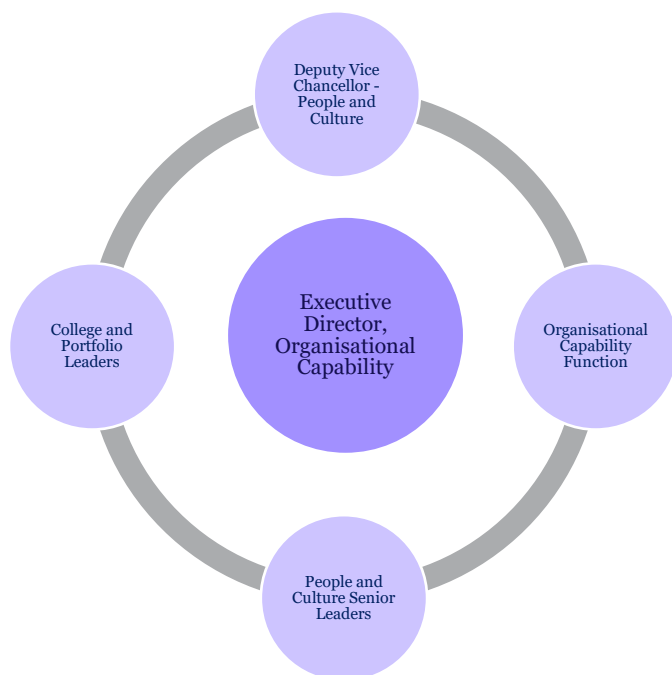 Deputy Vice
Chancellor -
People and
Culture
Executive
Director,
Organisational
Capability
College and
Portfolio
Leaders
Organisational
Capability
Function
People and
Culture Senior
Leaders